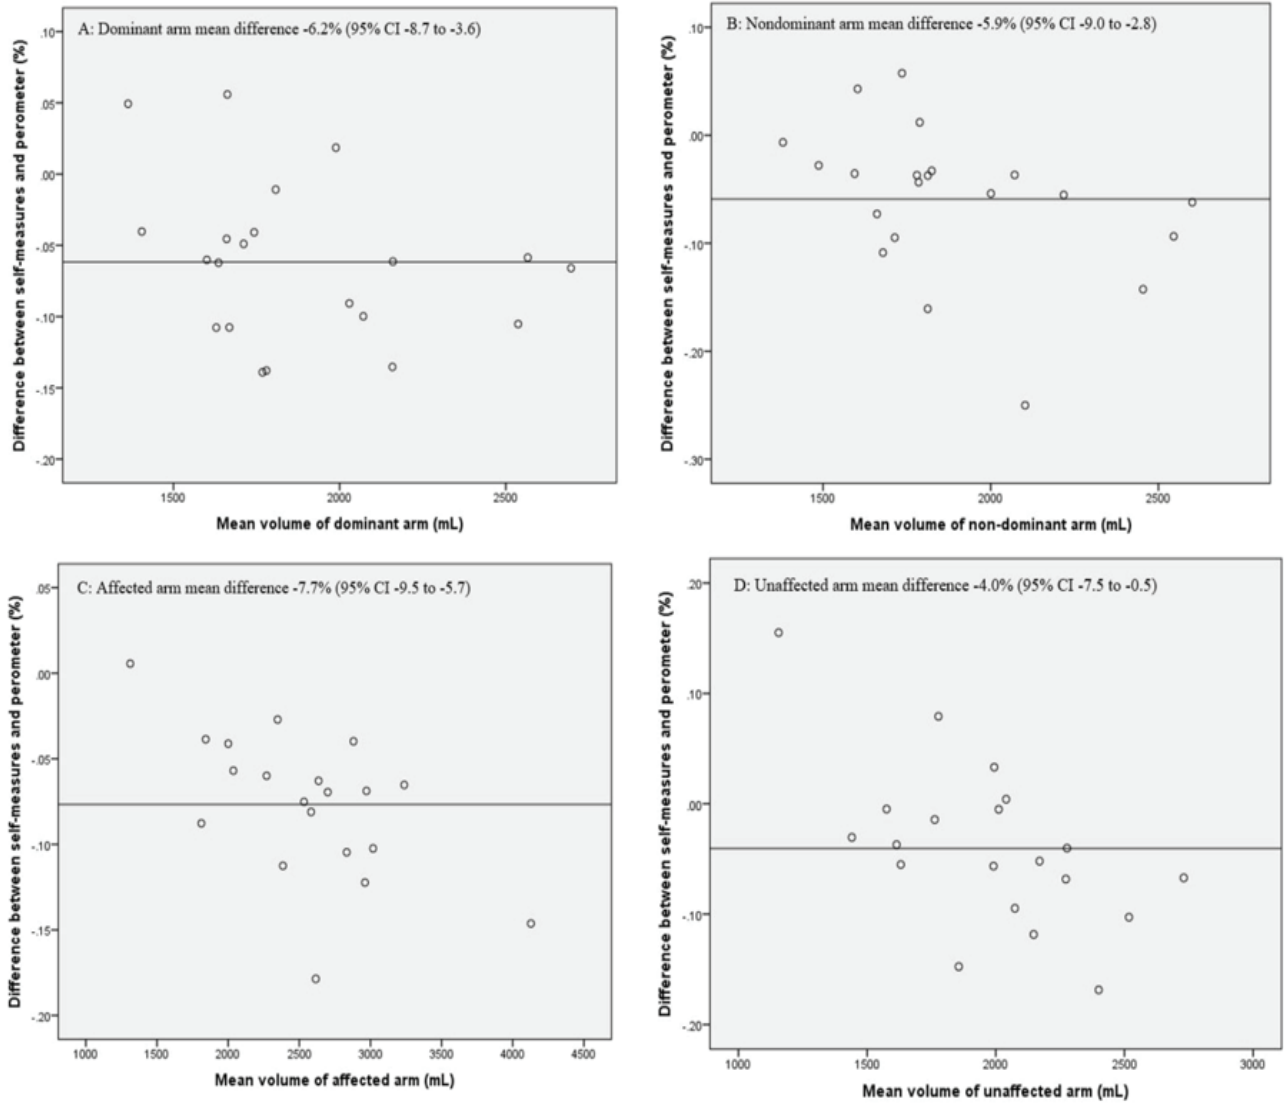 A: Dominant arm mean difference -6.2% (95% CI -8.7 to -3.6)
Difference between self-measures and perometer (%)
.10
.05
.00
-.05
-.10
-.15
-.20
1500 2000 2500
Mean volume of dominant arm (mL)
B: Nondominant arm mean difference -5.9% (95% CI -9.0 to -2.8)
Difference between self-measures and perometer (%)
.10
.00
-.10
-.20
-.30
1500 2000 2500
Mean volume of non-dominant arm (mL)
C: Affected arm mean difference -7.7% (95% CI -9.5 to -5.7)
Difference between self-measures and perometer (%)
.05
.00
-.05
-.10
-.15
-.20
1000 1500 2000 2500 3000 3500 4000 4500
Mean volume of affected arm (mL)
D: Unaffected arm mean difference -4.0% (95% CI -7.5 to -0.5)
Difference between self-measures and perometer (%)
.20
.10
.00
-.10
-.20
1000 1500 2000 2500 3000
Mean volume of unaffected arm (mL)